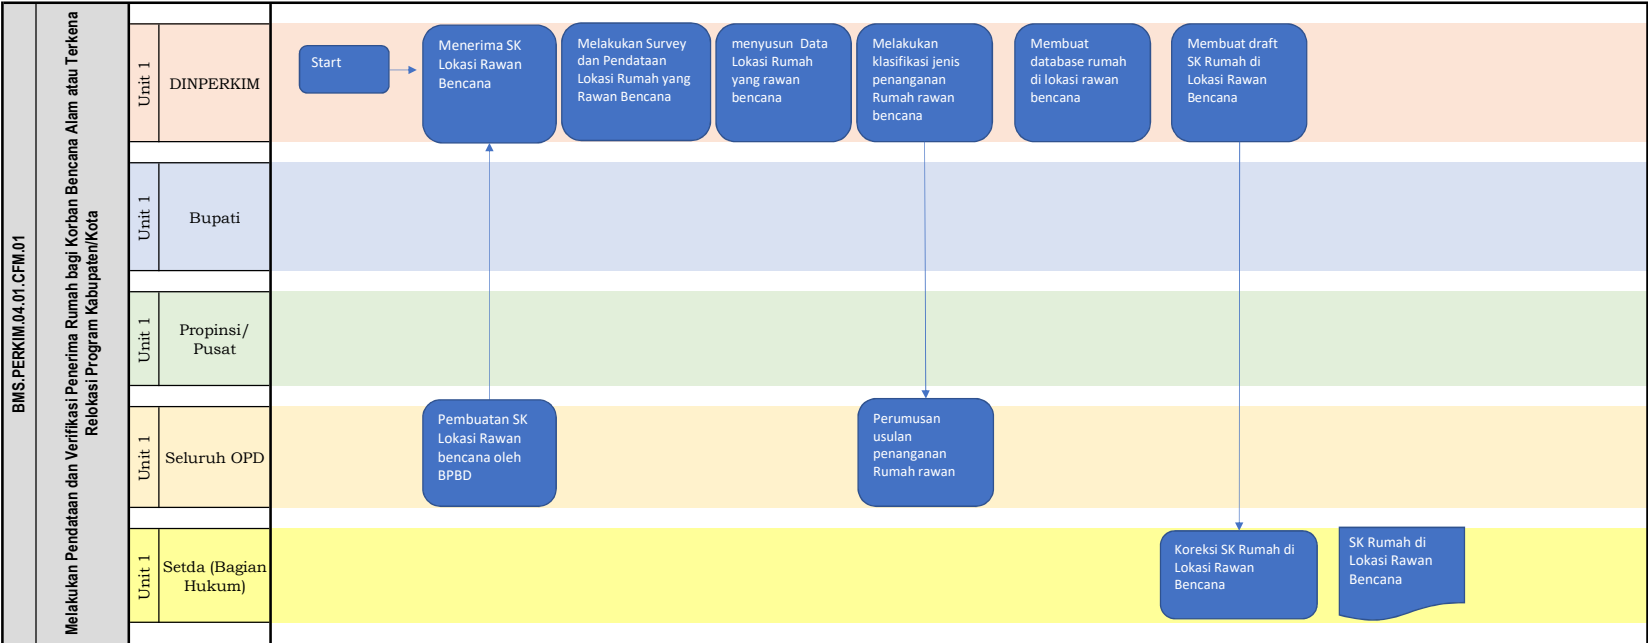 BMS.PERKIM.04.01.CFM.01
Melakukan Pendataan dan Verifikasi Penerima Rumah bagi Korban Bencana Alam atau Terkena
Relokasi Program Kabupaten/Kota
Unit 1
DINPERKIM
Start
Menerima SK
Lokasi Rawan
Bencana
Melakukan Survey
dan Pendataan
Lokasi Rumah yang
Rawan Bencana
menyusun  Data
Lokasi Rumah
yang rawan
bencana
Melakukan
klasifikasi jenis
penanganan
Rumah rawan
bencana
Membuat
database rumah
di lokasi rawan
bencana
Membuat draft
SK Rumah di
Lokasi Rawan
Bencana
Unit 1
Bupati
Unit 1
Propinsi/
Pusat
Unit 1
Seluruh OPD
Pembuatan SK
Lokasi Rawan
bencana oleh
BPBD
Perumusan
usulan
penanganan
Rumah rawan
Unit 1
Setda (Bagian
Hukum)
Koreksi SK Rumah di
Lokasi Rawan
Bencana
SK Rumah di
Lokasi Rawan
Bencana